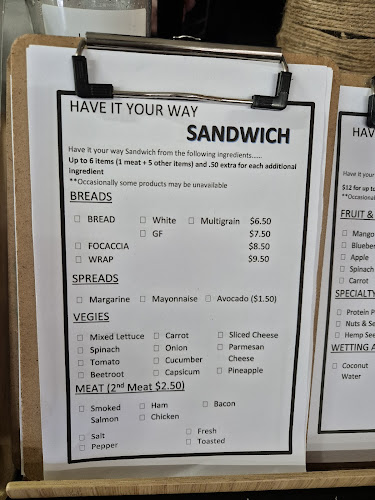 HAVE IT YOUR WAY
SANDWICH
Have it your way Sandwich from the following ingredients......
Up to 6 items (1 meat + 5 other items) and .50 extra for each additional
ingredient
**Occasionally some products may be unavailable
BREADS
BREAD White Multigrain $6.50
GF $7.50
FOCACCIA $8.50
WRAP $9.50
SPREADS
Margarine Mayonnaise Avocado ($1.50)
VEGIES
Mixed Lettuce Carrot Sliced Cheese
Spinach Onion Parmesan
Tomato Cucumber Cheese
Beetroot Capsicum Pineapple
MEAT (2nd Meat $2.50)
Smoked Ham Bacon
Salmon Chicken
Salt Fresh
Pepper Toasted
HAV
Have it your
$12 for up to
**Occasional
FRUIT &
Mango
Blueber
Apple
Spinach
Carrot
SPECIALTY
Protein P
Nuts & Se
Hemp See
WETTING A
Coconut
Water